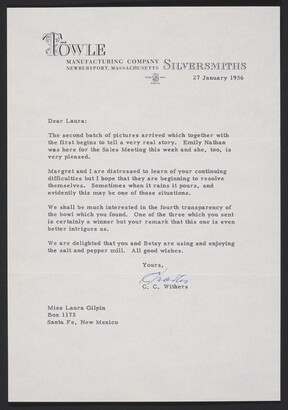 The
TOWLE
MANUFACTURING COMPANY
NEWBURYPORT, MASSACHUSETTS
SILVERSMITHS
27 January 1956
Dear Laura:
The second batch of pictures arrived which together with
the first begins to tell a very real story. Emily Nathan
was here for the Sales Meeting this week and she, too, is
very pleased.
Margret and I are distressed to learn of your continuing
difficulties but I hope that they are beginning to resolve
themselves. Sometimes when it rains it pours, and
evidently this may be one of those situations.
We shall be much interested in the fourth transparency of
the bowl which you found. One of the three which you sent
is certainly a winner but your remark that this one is even
better intrigues us.
We are delighted that you and Betsy are using and enjoying
the salt and pepper mill. All good wishes.
Yours,
C. C. Withers
Miss Laura Gilpin
Box 1173
Santa Fe, New Mexico